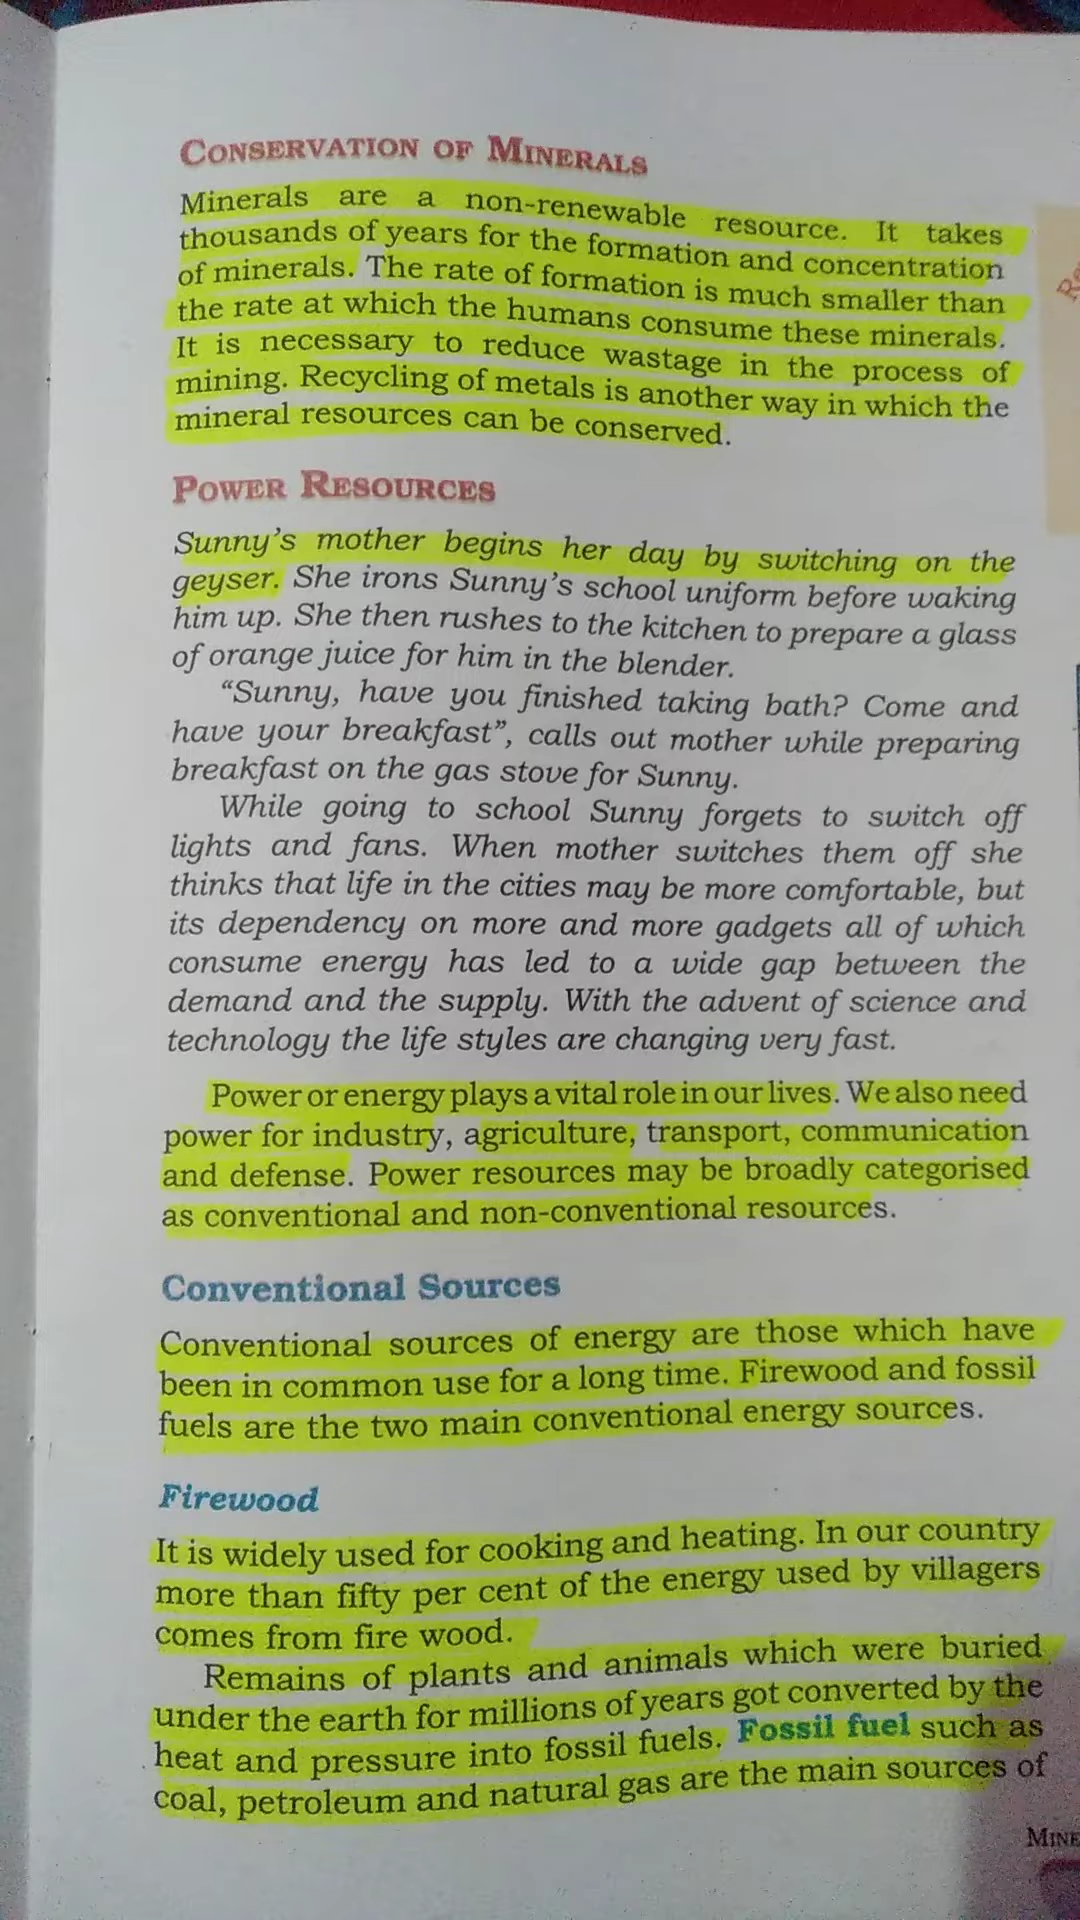 CONSERVATION OF MINERALS
Minerals are a non-renewable resource. It takes
thousands of years for the formation and concentration
of minerals. The rate of formation is much smaller than
the rate at which the humans consume these minerals.
It is necessary to reduce wastage in the process of
mining. Recycling of metals is another way in which the
mineral resources can be conserved.
POWER RESOURCES
Sunny's mother begins her day by switching on the
geyser. She irons Sunny's school uniform before waking
him up. She then rushes to the kitchen to prepare a glass
of orange juice for him in the blender.
“Sunny, have you finished taking bath? Come and
have your breakfast”, calls out mother while preparing
breakfast on the gas stove for Sunny.
While going to school Sunny forgets to switch off
lights and fans. When mother switches them off she
thinks that life in the cities may be more comfortable, but
its dependency on more and more gadgets all of which
consume energy has led to a wide gap between the
demand and the supply. With the advent of science and
technology the life styles are changing very fast.
Power or energy plays a vital role in our lives. We also need
power for industry, agriculture, transport, communication
and defense. Power resources may be broadly categorised
as conventional and non-conventional resources.
Conventional Sources
Conventional sources of energy are those which have
been in common use for a long time. Firewood and fossil
fuels are the two main conventional energy sources.
Firewood
It is widely used for cooking and heating. In our country
more than fifty per cent of the energy used by villagers
comes from fire wood.
Remains of plants and animals which were buried
under the earth for millions of years got converted by the
heat and pressure into fossil fuels. Fossil fuel such as
coal, petroleum and natural gas are the main sources of